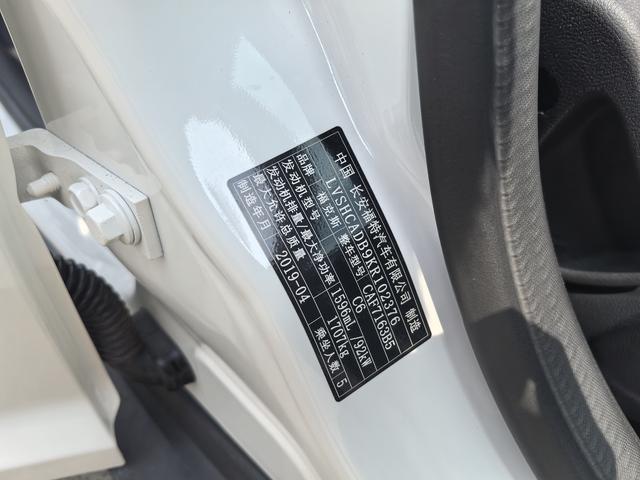 中国 长安福特汽车有限公司 制造
LVSHCADB9KR102376
品牌 福克斯 整车型号 CAF7163B5
发动机型号 C6
发动机排量/最大净功率 1596mL/92kW
最大允许总质量 1707kg
制造年月 2019-04 乘坐人数 5